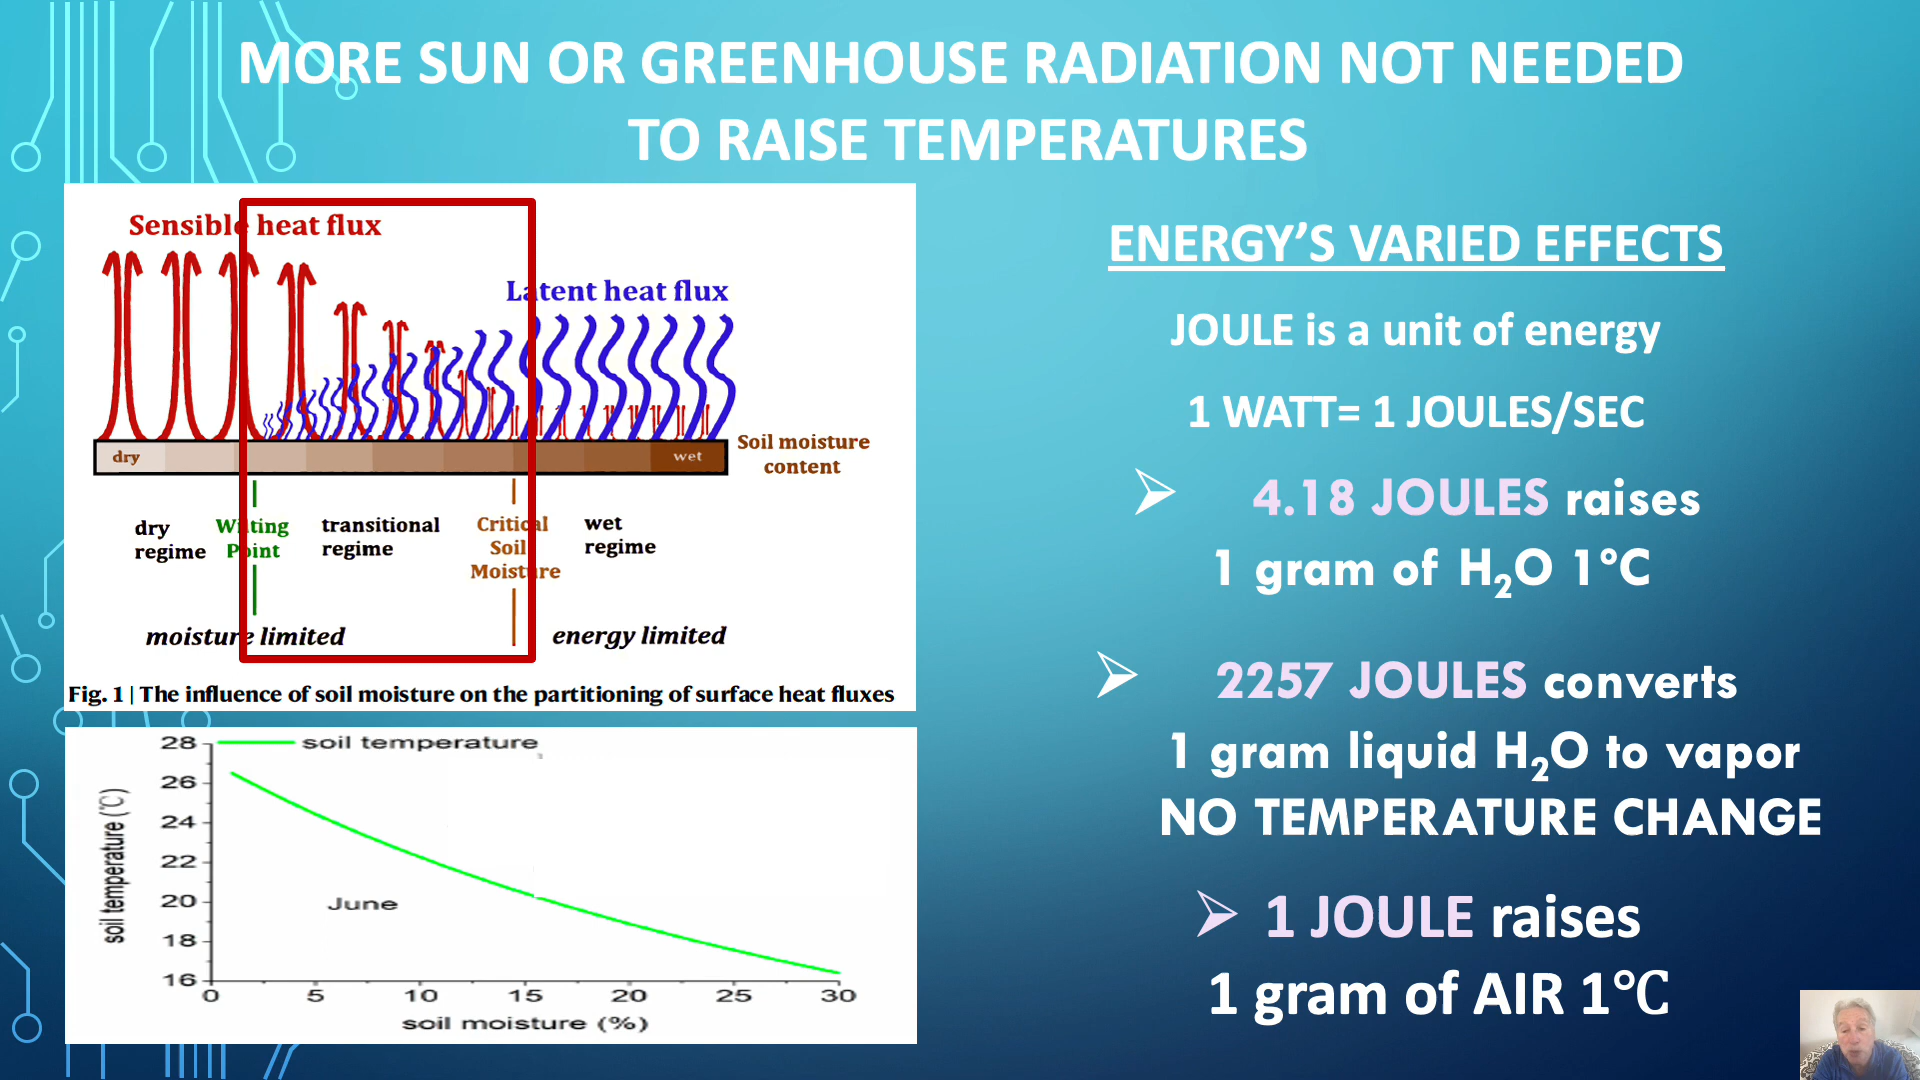 MORE SUN OR GREENHOUSE RADIATION NOT NEEDED
TO RAISE TEMPERATURES
Sensible heat flux
Latent heat flux
dry
wet
Soil moisture
content
dry
regime
Wilting
Point
transitional
regime
Critical
Soil
Moisture
wet
regime
moisture limited
energy limited
Fig. 1 | The influence of soil moisture on the partitioning of surface heat fluxes
soil temperature
28
26
24
22
20
18
16
soil temperature (℃)
June
0 5 10 15 20 25 30
soil moisture (%)
ENERGY'S VARIED EFFECTS
JOULE is a unit of energy
1 WATT= 1 JOULES/SEC
4.18 JOULES raises
1 gram of H₂O 1°C
2257 JOULES converts
1 gram liquid H₂O to vapor
NO TEMPERATURE CHANGE
1 JOULE raises
1 gram of AIR 1℃